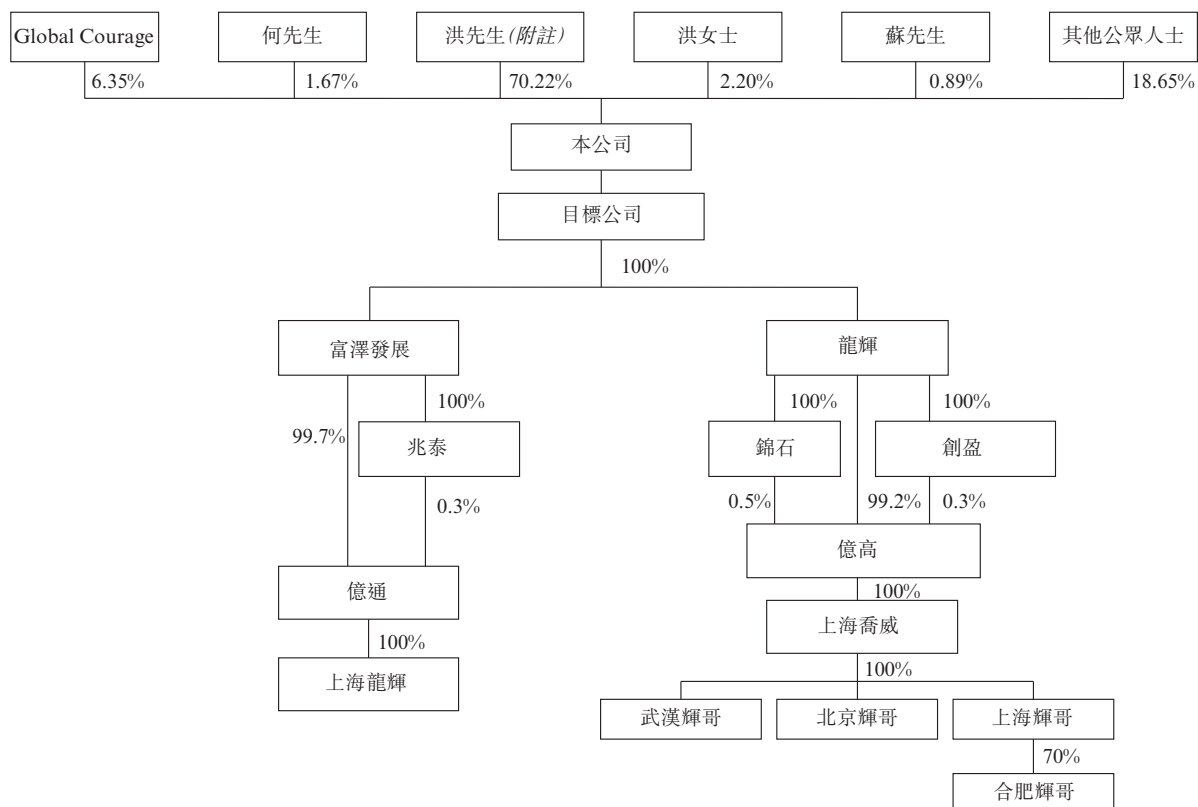 Global Courage
何先生
洪先生(附註)
洪女士
蘇先生
其他公眾人士
6.35%
1.67%
70.22%
2.20%
0.89%
18.65%
本公司
目標公司
100%
富澤發展
龍輝
100%
100%
100%
99.7%
兆泰
錦石
創盈
0.3%
0.5%
99.2%
0.3%
億高
億通
100%
上海喬威
100%
100%
上海龍輝
武漢輝哥
北京輝哥
上海輝哥
70%
合肥輝哥